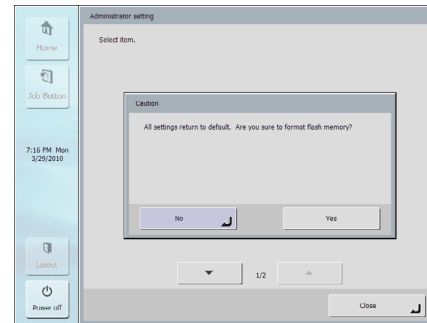 Administrator setting
Select item.
Home
Job Button
Caution
All settings return to default. Are you sure to format flash memory?
7:16 PM Mon
3/29/2010
No
Yes
Logout
1/2
Power off
Close